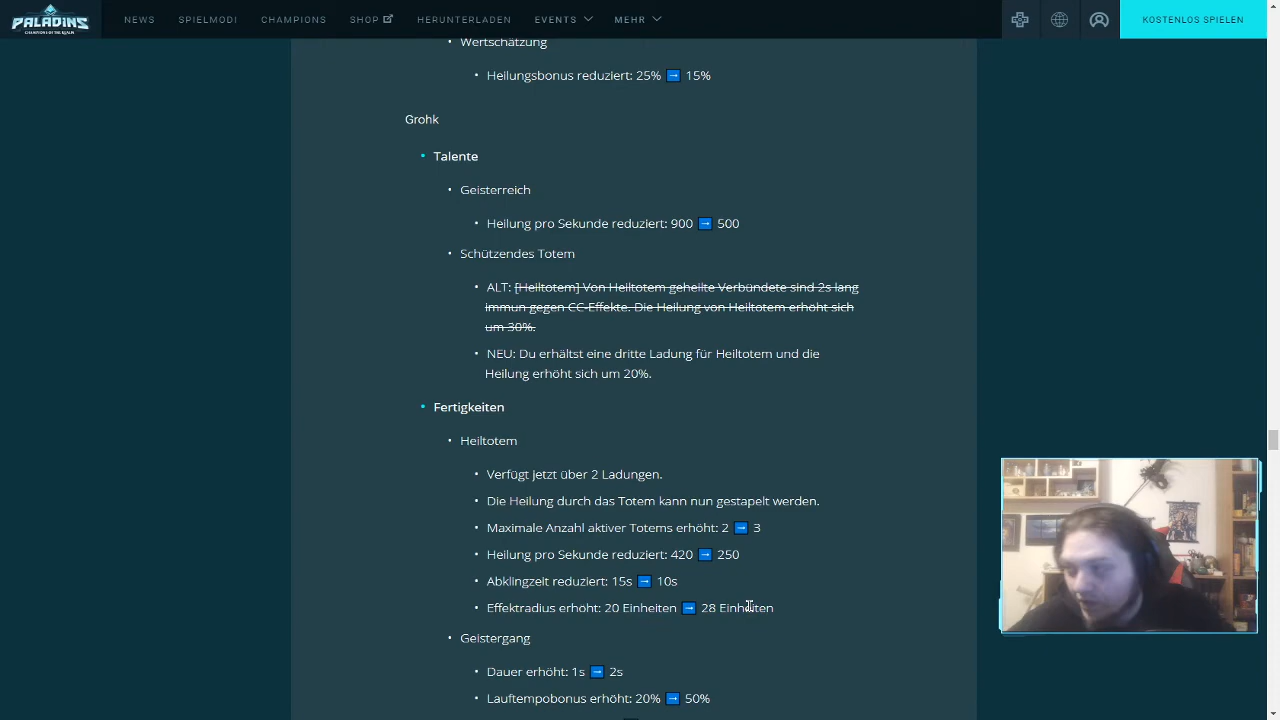 PALADINS
CHAMPIONS OF THE REALM
NEWS
SPIELMODI
CHAMPIONS
SHOP
HERUNTERLADEN
EVENTS
MEHR
KOSTENLOS SPIELEN
Wertschätzung
Heilungsbonus reduziert: 25% → 15%
Grohk
Talente
Geisterreich
Heilung pro Sekunde reduziert: 900 → 500
Schützendes Totem
ALT: [Heiltotem] Von Heiltotem geheilte Verbündete sind 2s lang
immun gegen CC-Effekte. Die Heilung von Heiltotem erhöht sich
um 30%.
NEU: Du erhältst eine dritte Ladung für Heiltotem und die
Heilung erhöht sich um 20%.
Fertigkeiten
Heiltotem
Verfügt jetzt über 2 Ladungen.
Die Heilung durch das Totem kann nun gestapelt werden.
Maximale Anzahl aktiver Totems erhöht: 2 → 3
Heilung pro Sekunde reduziert: 420 → 250
Abklingzeit reduziert: 15s → 10s
Effektradius erhöht: 20 Einheiten → 28 Einheiten
Geistergang
Dauer erhöht: 1s → 2s
Lauftempobonus erhöht: 20% → 50%